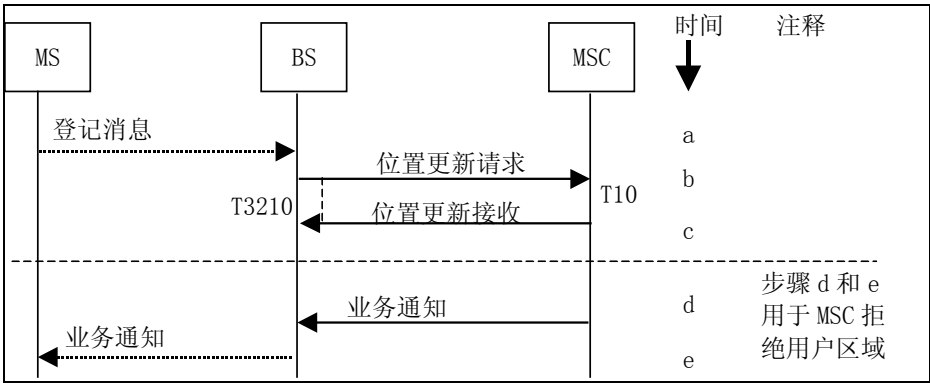 时间 注释
MS BS MSC
登记消息
a
位置更新请求
b
T3210
T10
位置更新接收
c
步骤 d 和 e
业务通知
d
用于 MSC 拒
业务通知
绝用户区域
e